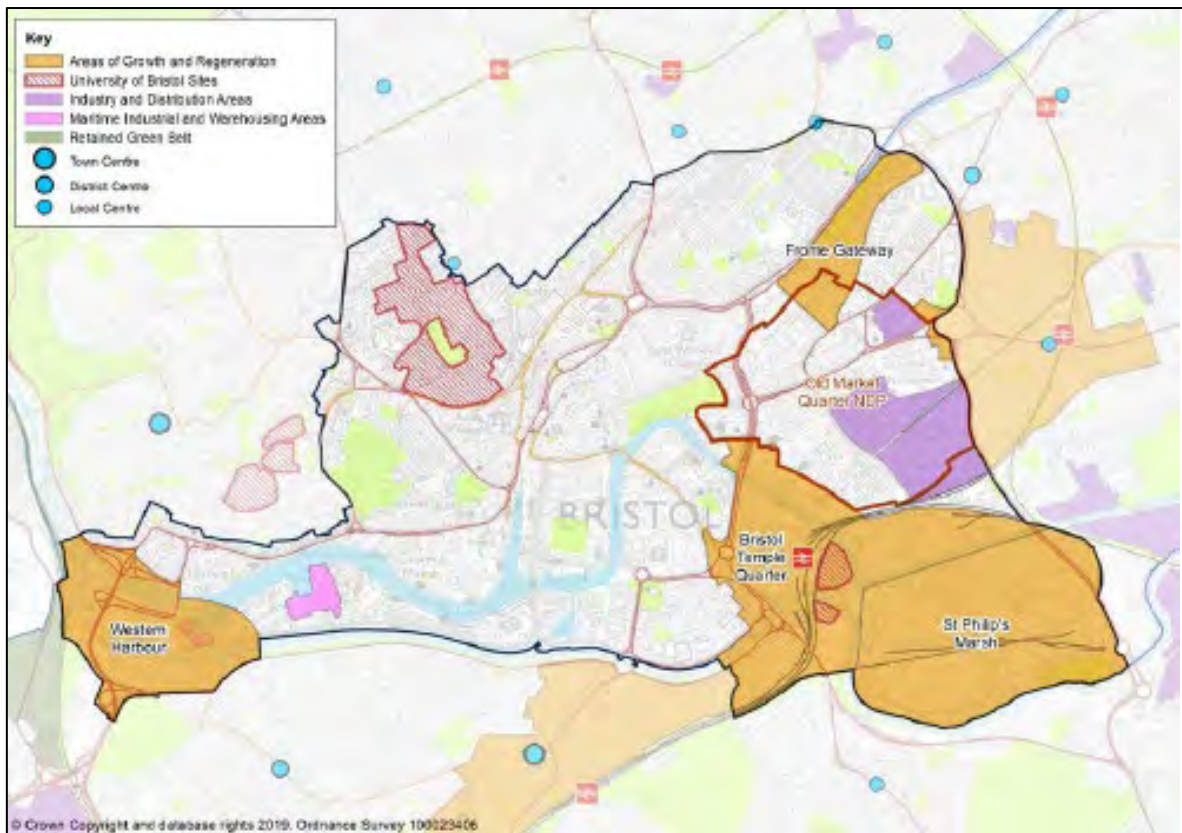 Key
Areas of Growth and Regeneration
University of Bristol Sites
Industry and Distribution Areas
Maritime Industrial and Warehousing Areas
Retained Green Belt
Town Centre
District Centre
Local Centre
Frome Gateway
Old Market
Quarter NDP
BRISTOL
Bristol
Temple
Quarter
St Philip's
Marsh
Western
Harbour
© Crown Copyright and database rights 2019. Ordnance Survey 100023406